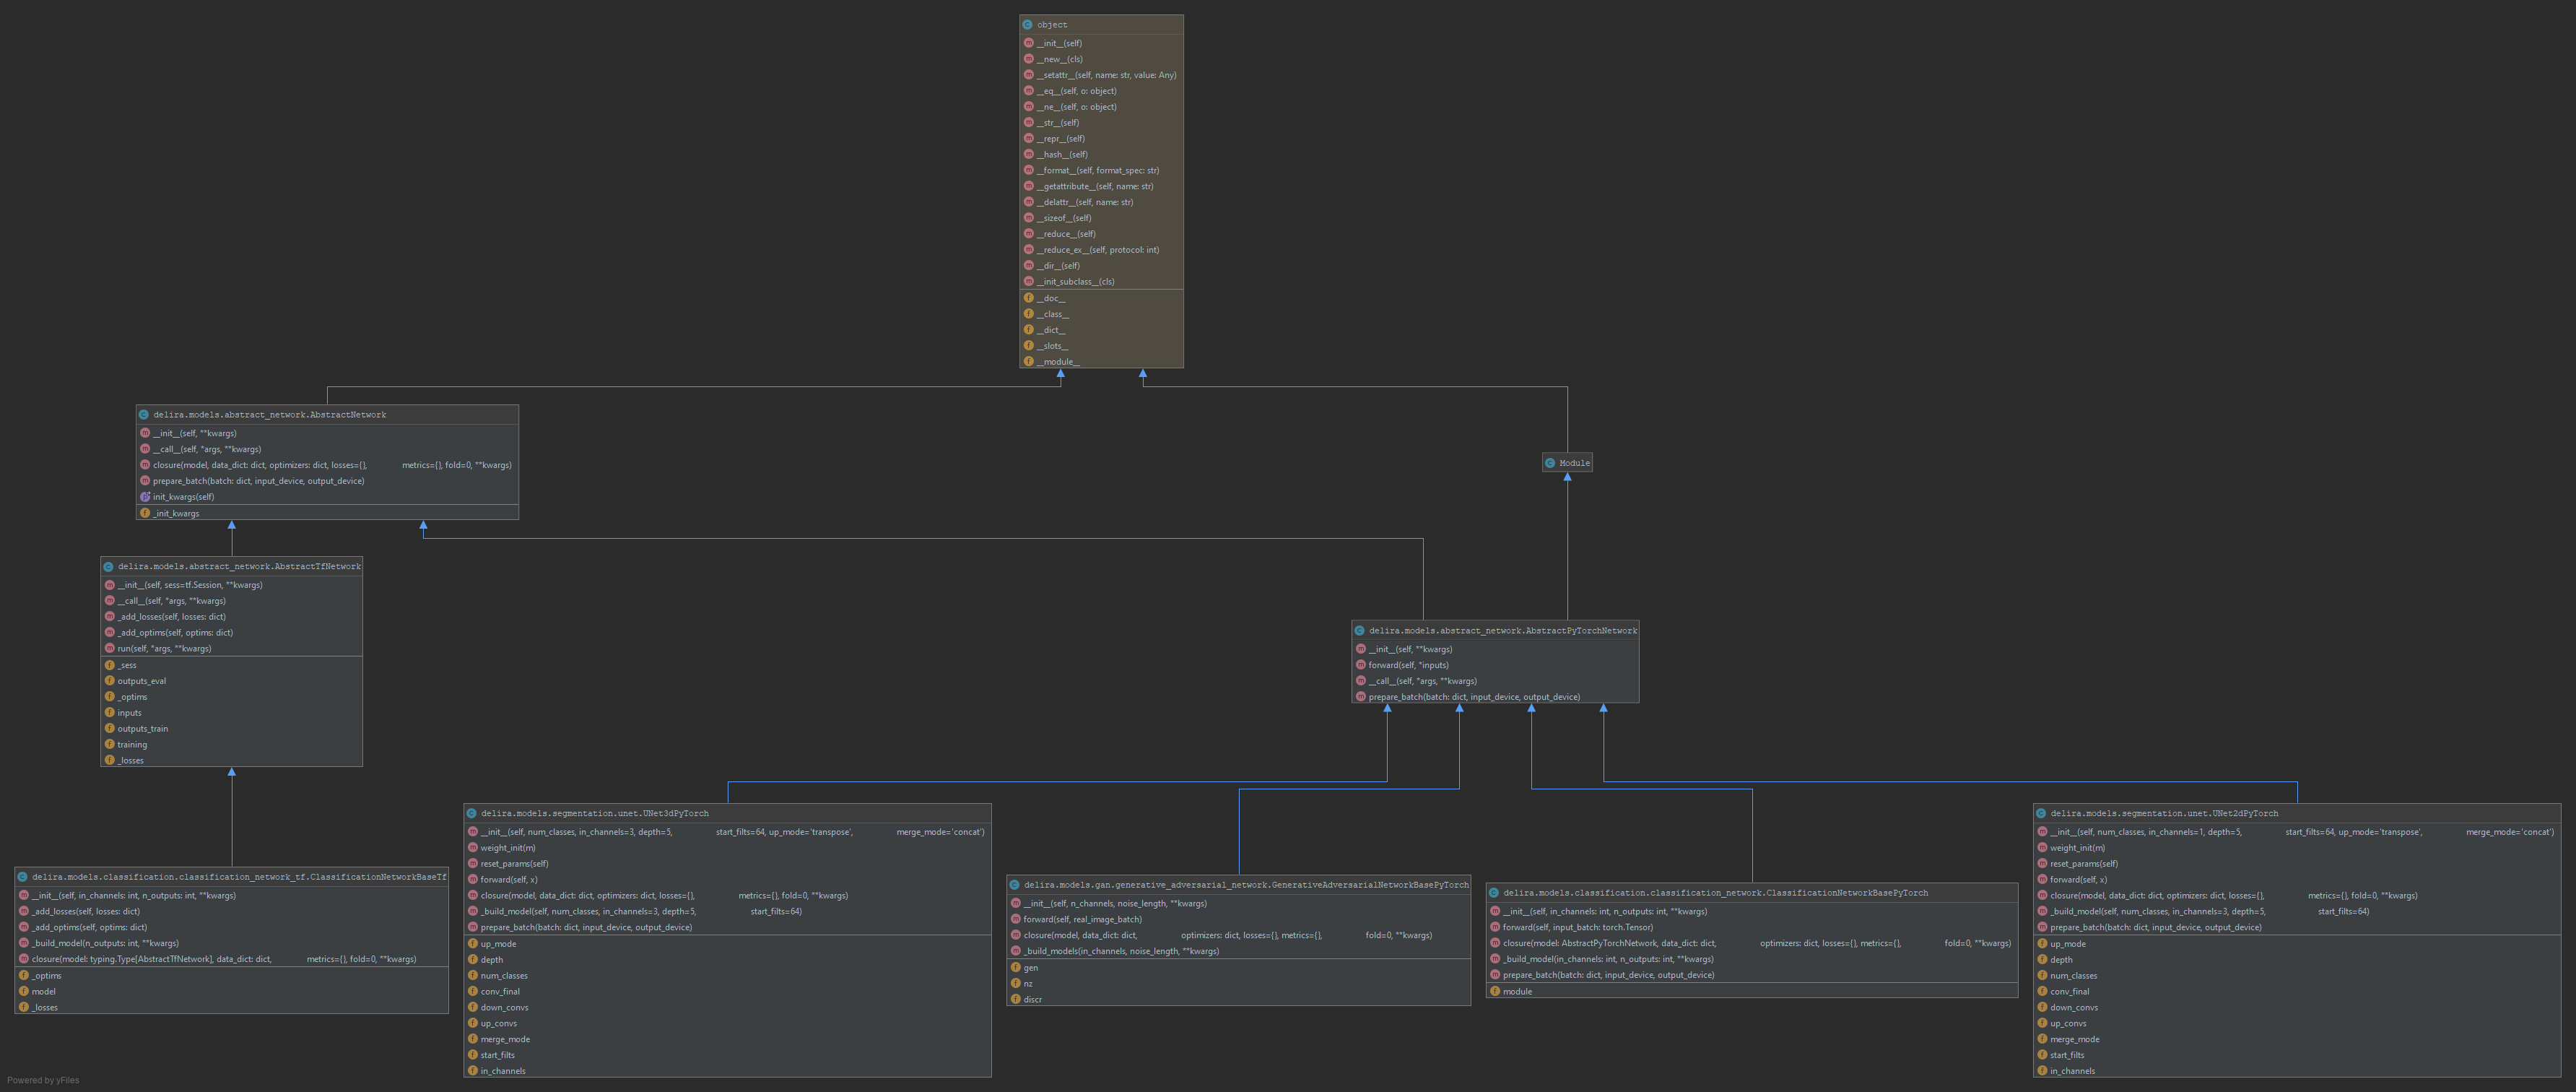 object
__init__(self)
__new__(cls)
__setattr__(self, name: str, value: Any)
__eq__(self, o: object)
__ne__(self, o: object)
__str__(self)
__repr__(self)
__hash__(self)
__format__(self, format_spec: str)
__getattribute__(self, name: str)
__delattr__(self, name: str)
__sizeof__(self)
__reduce__(self)
__reduce_ex__(self, protocol: int)
__dir__(self)
__init_subclass__(cls)
__doc__
__class__
__dict__
__slots__
__module__
delira.models.abstract_network.AbstractNetwork
__init__(self, **kwargs)
__call__(self, *args, **kwargs)
closure(model, data_dict: dict, optimizers: dict, losses={}, metrics={}, fold=0, **kwargs)
prepare_batch(batch: dict, input_device, output_device)
init_kwargs(self)
_init_kwargs
Module
delira.models.abstract_network.AbstractTfNetwork
__init__(self, sess=tf.Session, **kwargs)
__call__(self, *args, **kwargs)
_add_losses(self, losses: dict)
_add_optims(self, optims: dict)
run(self, *args, **kwargs)
_sess
outputs_eval
_optims
inputs
outputs_train
training
_losses
delira.models.abstract_network.AbstractPyTorchNetwork
__init__(self, **kwargs)
forward(self, *inputs)
__call__(self, *args, **kwargs)
prepare_batch(batch: dict, input_device, output_device)
delira.models.classification.classification_network_tf.ClassificationNetworkBaseTf
__init__(self, in_channels: int, n_outputs: int, **kwargs)
_add_losses(self, losses: dict)
_add_optims(self, optims: dict)
_build_model(n_outputs: int, **kwargs)
closure(model: typing.Type[AbstractTfNetwork], data_dict: dict, metrics={}, fold=0, **kwargs)
_optims
model
_losses
delira.models.segmentation.unet.UNet3dPyTorch
__init__(self, num_classes, in_channels=3, depth=5, start_filts=64, up_mode='transpose', merge_mode='concat')
weight_init(m)
reset_params(self)
forward(self, x)
closure(model, data_dict: dict, optimizers: dict, losses={}, metrics={}, fold=0, **kwargs)
_build_model(self, num_classes, in_channels=3, depth=5, start_filts=64)
prepare_batch(batch: dict, input_device, output_device)
up_mode
depth
num_classes
conv_final
down_convs
up_convs
merge_mode
start_filts
in_channels
delira.models.gan.generative_adversarial_network.GenerativeAdversarialNetworkBasePyTorch
__init__(self, n_channels, noise_length, **kwargs)
forward(self, real_image_batch)
closure(model, data_dict: dict, optimizers: dict, losses={}, metrics={}, fold=0, **kwargs)
_build_models(in_channels, noise_length, **kwargs)
gen
nz
discr
delira.models.classification.classification_network.ClassificationNetworkBasePyTorch
__init__(self, in_channels: int, n_outputs: int, **kwargs)
forward(self, input_batch: torch.Tensor)
closure(model: AbstractPyTorchNetwork, data_dict: dict, optimizers: dict, losses={}, metrics={}, fold=0, **kwargs)
_build_model(in_channels: int, n_outputs: int, **kwargs)
prepare_batch(batch: dict, input_device, output_device)
module
delira.models.segmentation.unet.UNet2dPyTorch
__init__(self, num_classes, in_channels=1, depth=5, start_filts=64, up_mode='transpose', merge_mode='concat')
weight_init(m)
reset_params(self)
forward(self, x)
closure(model, data_dict: dict, optimizers: dict, losses={}, metrics={}, fold=0, **kwargs)
_build_model(self, num_classes, in_channels=3, depth=5, start_filts=64)
prepare_batch(batch: dict, input_device, output_device)
up_mode
depth
num_classes
conv_final
down_convs
up_convs
merge_mode
start_filts
in_channels
Powered by yFiles